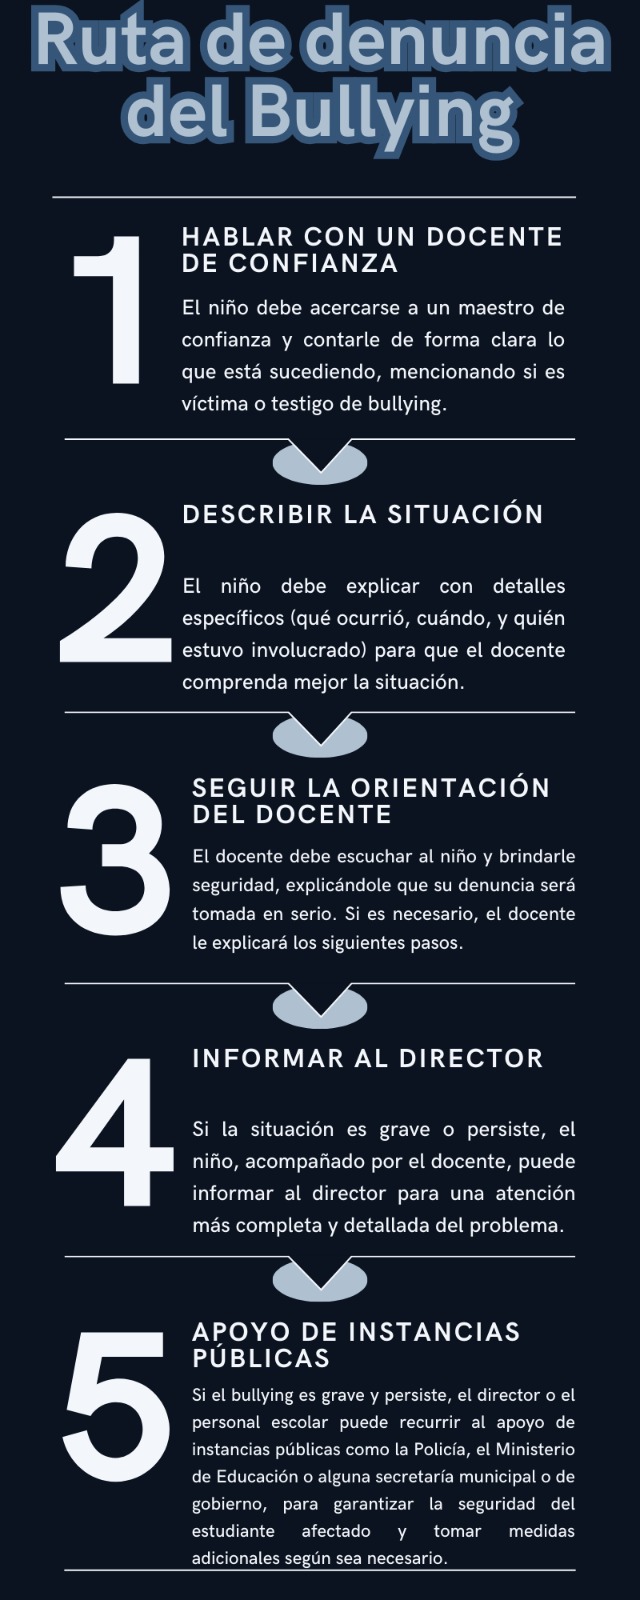 Ruta de denuncia
del Bullying
1
HABLAR CON UN DOCENTE
DE CONFIANZA
El niño debe acercarse a un maestro de
confianza y contarle de forma clara lo
que está sucediendo, mencionando si es
víctima o testigo de bullying.
2
DESCRIBIR LA SITUACIÓN
El niño debe explicar con detalles
específicos (qué ocurrió, cuándo, y quién
estuvo involucrado) para que el docente
comprenda mejor la situación.
3
SEGUIR LA ORIENTACIÓN
DEL DOCENTE
El docente debe escuchar al niño y brindarle
seguridad, explicándole que su denuncia será
tomada en serio. Si es necesario, el docente
le explicará los siguientes pasos.
4
INFORMAR AL DIRECTOR
Si la situación es grave o persiste, el
niño, acompañado por el docente, puede
informar al director para una atención
más completa y detallada del problema.
5
APOYO DE INSTANCIAS
PÚBLICAS
Si el bullying es grave y persiste, el director o el
personal escolar puede recurrir al apoyo de
instancias públicas como la Policía, el Ministerio
de Educación o alguna secretaría municipal o de
gobierno, para garantizar la seguridad del
estudiante afectado y tomar medidas
adicionales según sea necesario.